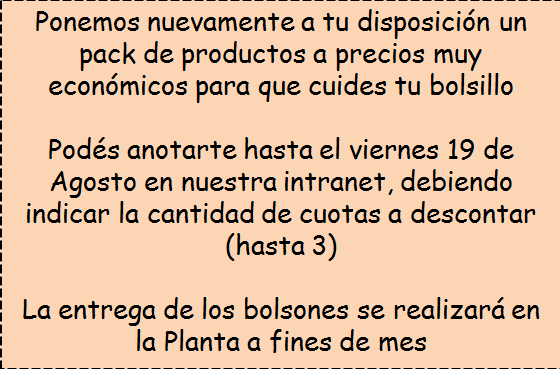 Ponemos nuevamente a tu disposición un
pack de productos a precios muy
económicos para que cuides tu bolsillo
Podés anotarte hasta el viernes 19 de
Agosto en nuestra intranet, debiendo
indicar la cantidad de cuotas a descontar
(hasta 3)
La entrega de los bolsones se realizará en
la Planta a fines de mes